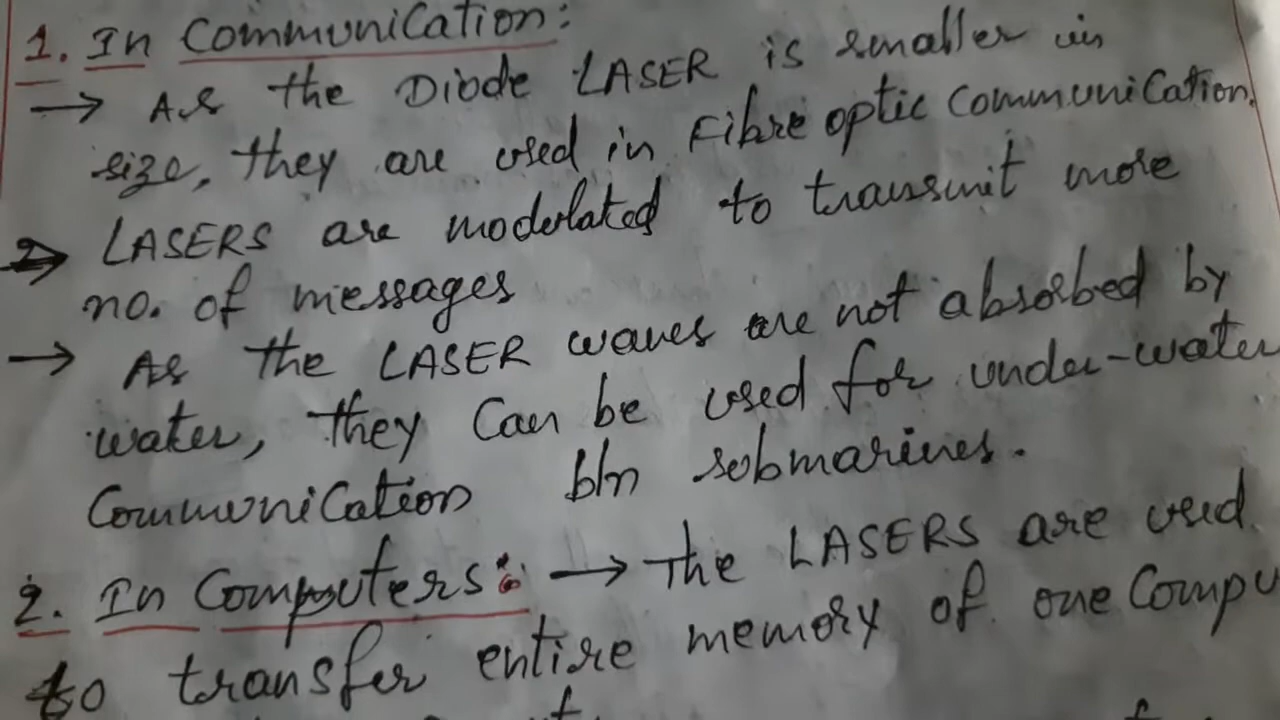 1. In Communication:
→ As the Diode LASER is smaller in
size, they are used in Fibre optic Communication.
→ LASERS are modulated to transmit more
no. of messages
→ As the LASER waves are not absorbed by
water, they Can be used for under-water
Communication b/n submarines.
2. In Computers: → The LASERS are used
to transfer entire memory of one Compu